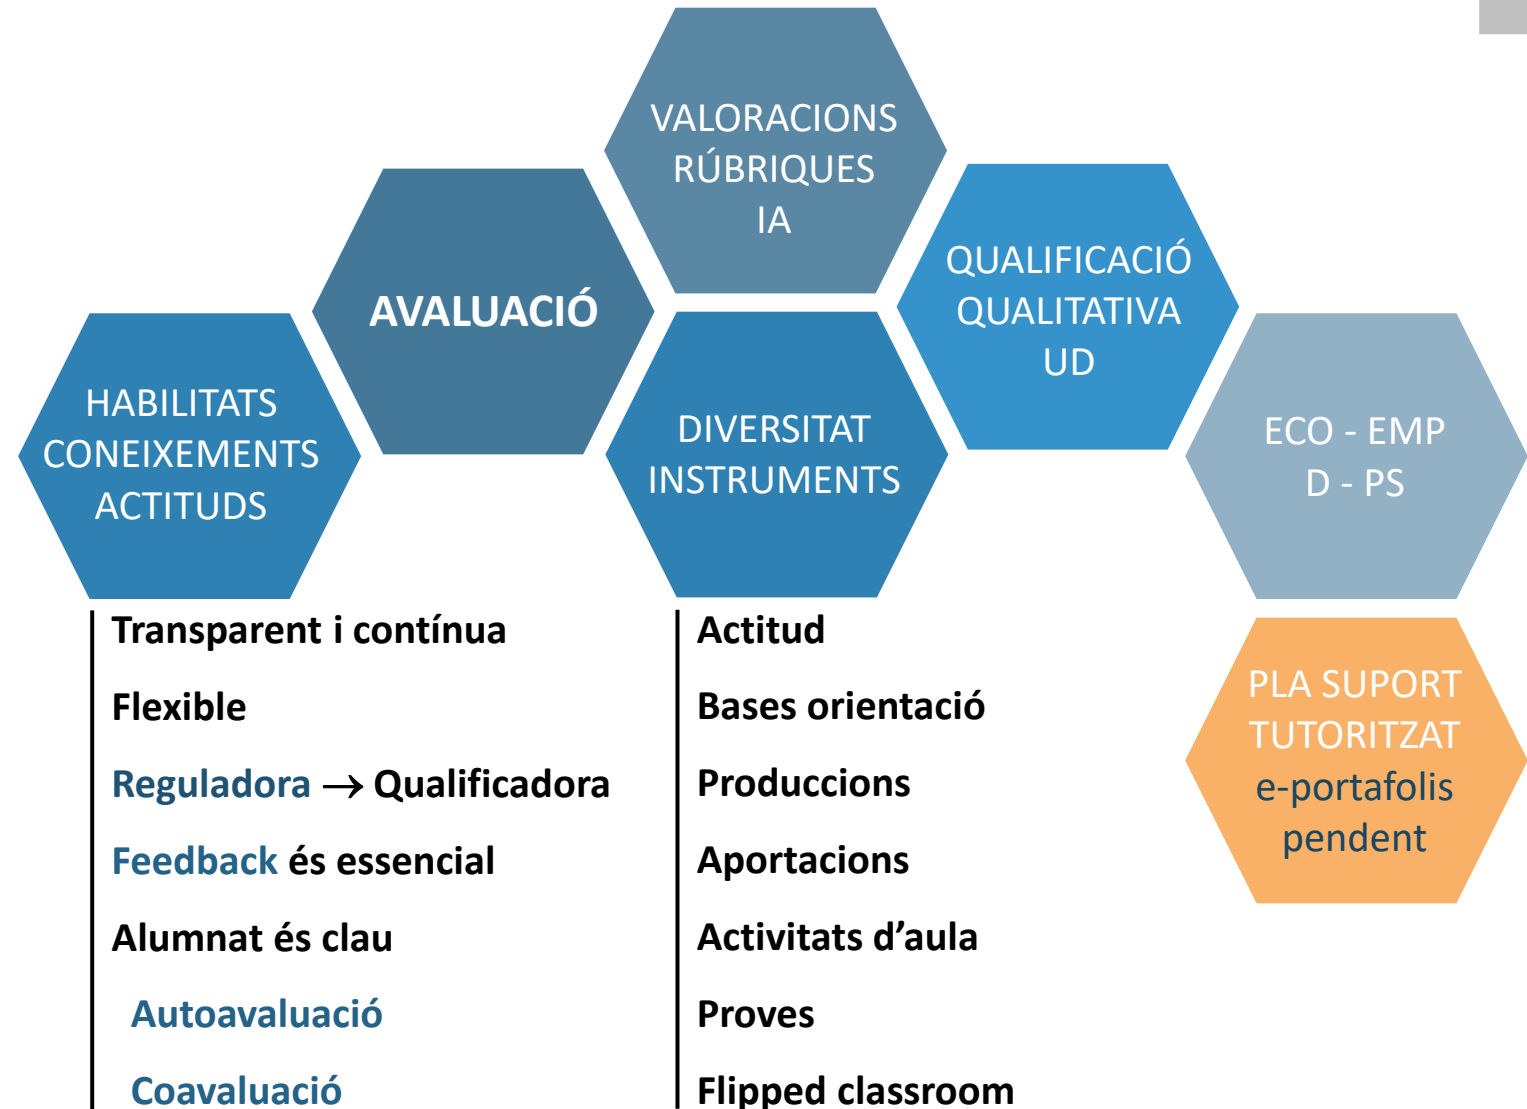 VALORACIONS
RÚBRIQUES
IA
AVALUACIÓ
QUALIFICACIÓ
QUALITATIVA
UD
HABILITATS
CONEIXEMENTS
ACTITUDS
DIVERSITAT
INSTRUMENTS
ECO - EMP
D - PS
Transparent i contínua
Flexible
Reguladora → Qualificadora
Feedback és essencial
Alumnat és clau
Autoavaluació
Coavaluació
Actitud
Bases orientació
Produccions
Aportacions
Activitats d’aula
Proves
Flipped classroom
PLA SUPORT
TUTORITZAT
e-portafolis
pendent